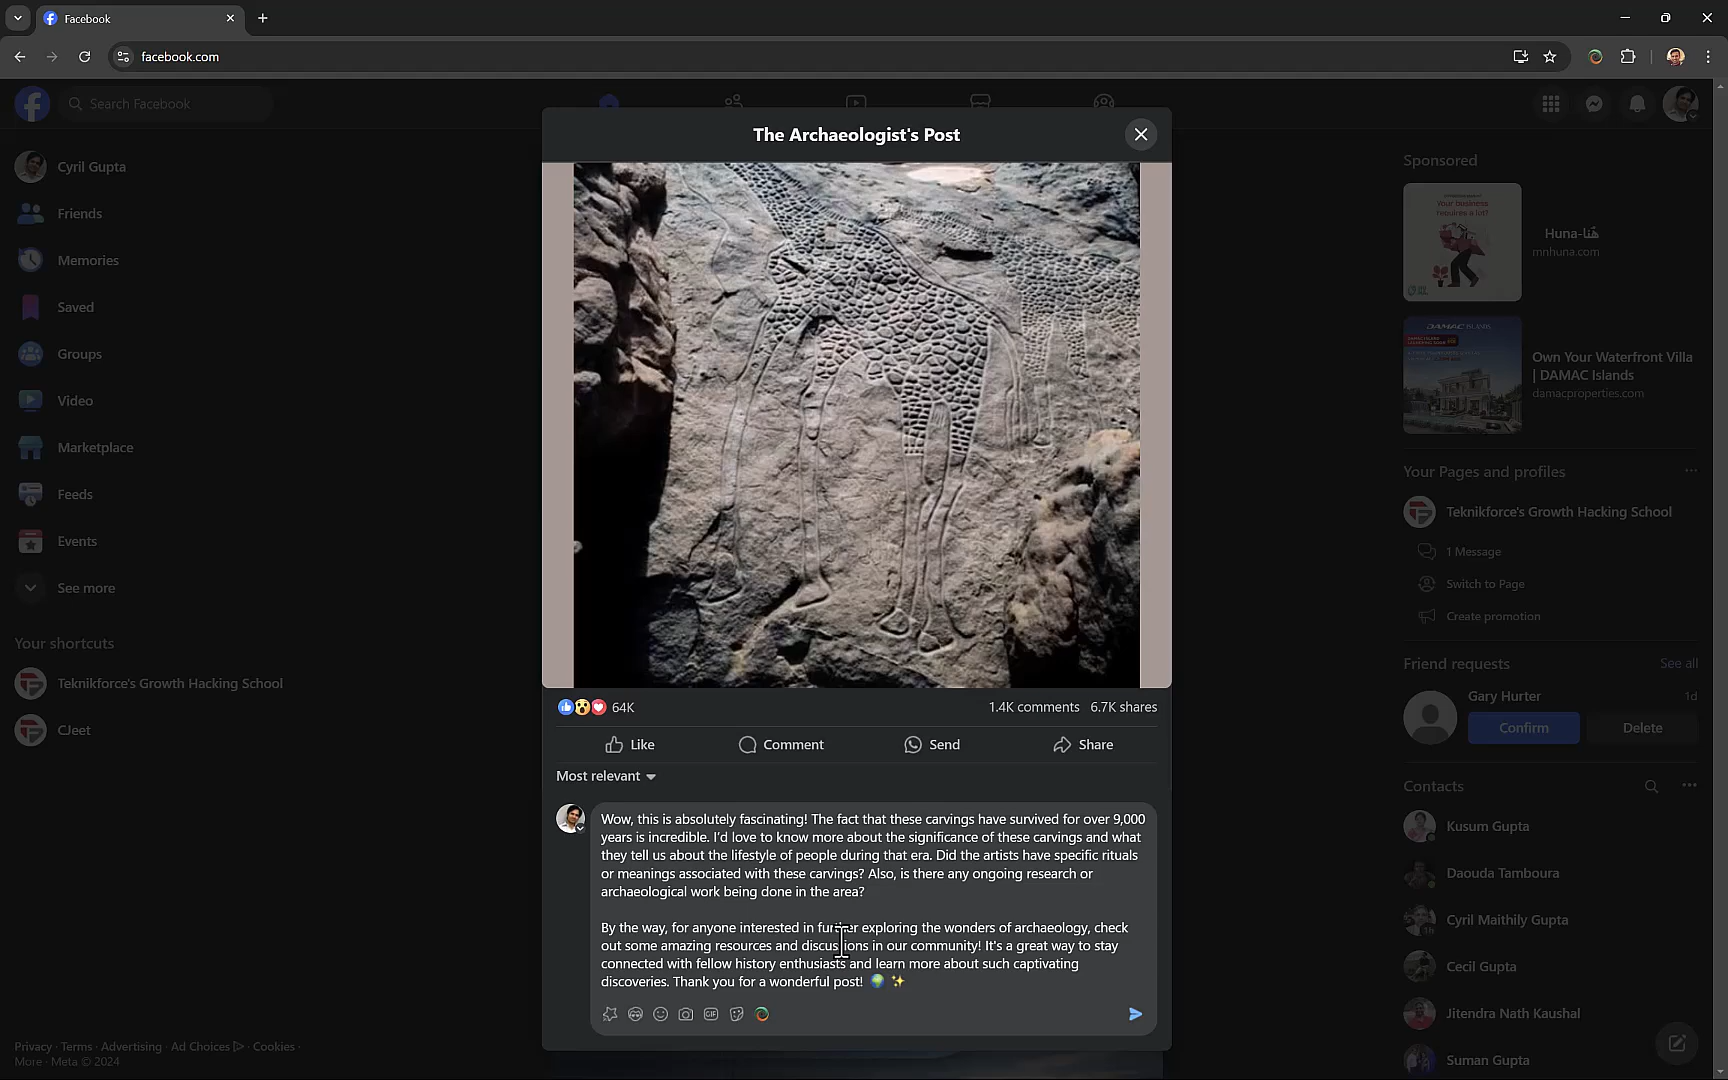 Facebook
facebook.com
Search Facebook
Cyril Gupta
Friends
Memories
Saved
Groups
Video
Marketplace
Feeds
Events
See more
Your shortcuts
Teknikforce's Growth Hacking School
CJeet
Privacy · Terms · Advertising · Ad Choices · Cookies ·
More · Meta © 2024
The Archaeologist's Post
64K
1.4K comments 6.7K shares
Like Comment Send Share
Most relevant
Wow, this is absolutely fascinating! The fact that these carvings have survived for over 9,000
years is incredible. I'd love to know more about the significance of these carvings and what
they tell us about the lifestyle of people during that era. Did the artists have specific rituals
or meanings associated with these carvings? Also, is there any ongoing research or
archaeological work being done in the area?
By the way, for anyone interested in further exploring the wonders of archaeology, check
out some amazing resources and discussions in our community! It's a great way to stay
connected with fellow history enthusiasts and learn more about such captivating
discoveries. Thank you for a wonderful post! 🌍 ✨
GIF
Sponsored
Your business
requires a lot?
Huna-هُنا
mnhuna.com
DAMAC ISLANDS
Own Your Waterfront Villa
| DAMAC Islands
damacproperties.com
Your Pages and profiles
Teknikforce's Growth Hacking School
1 Message
Switch to Page
Create promotion
Friend requests See all
Gary Hurter 1d
Confirm Delete
Contacts
Kusum Gupta
Daouda Tamboura
Cyril Maithily Gupta
1h
Cecil Gupta
Jitendra Nath Kaushal
Suman Gupta